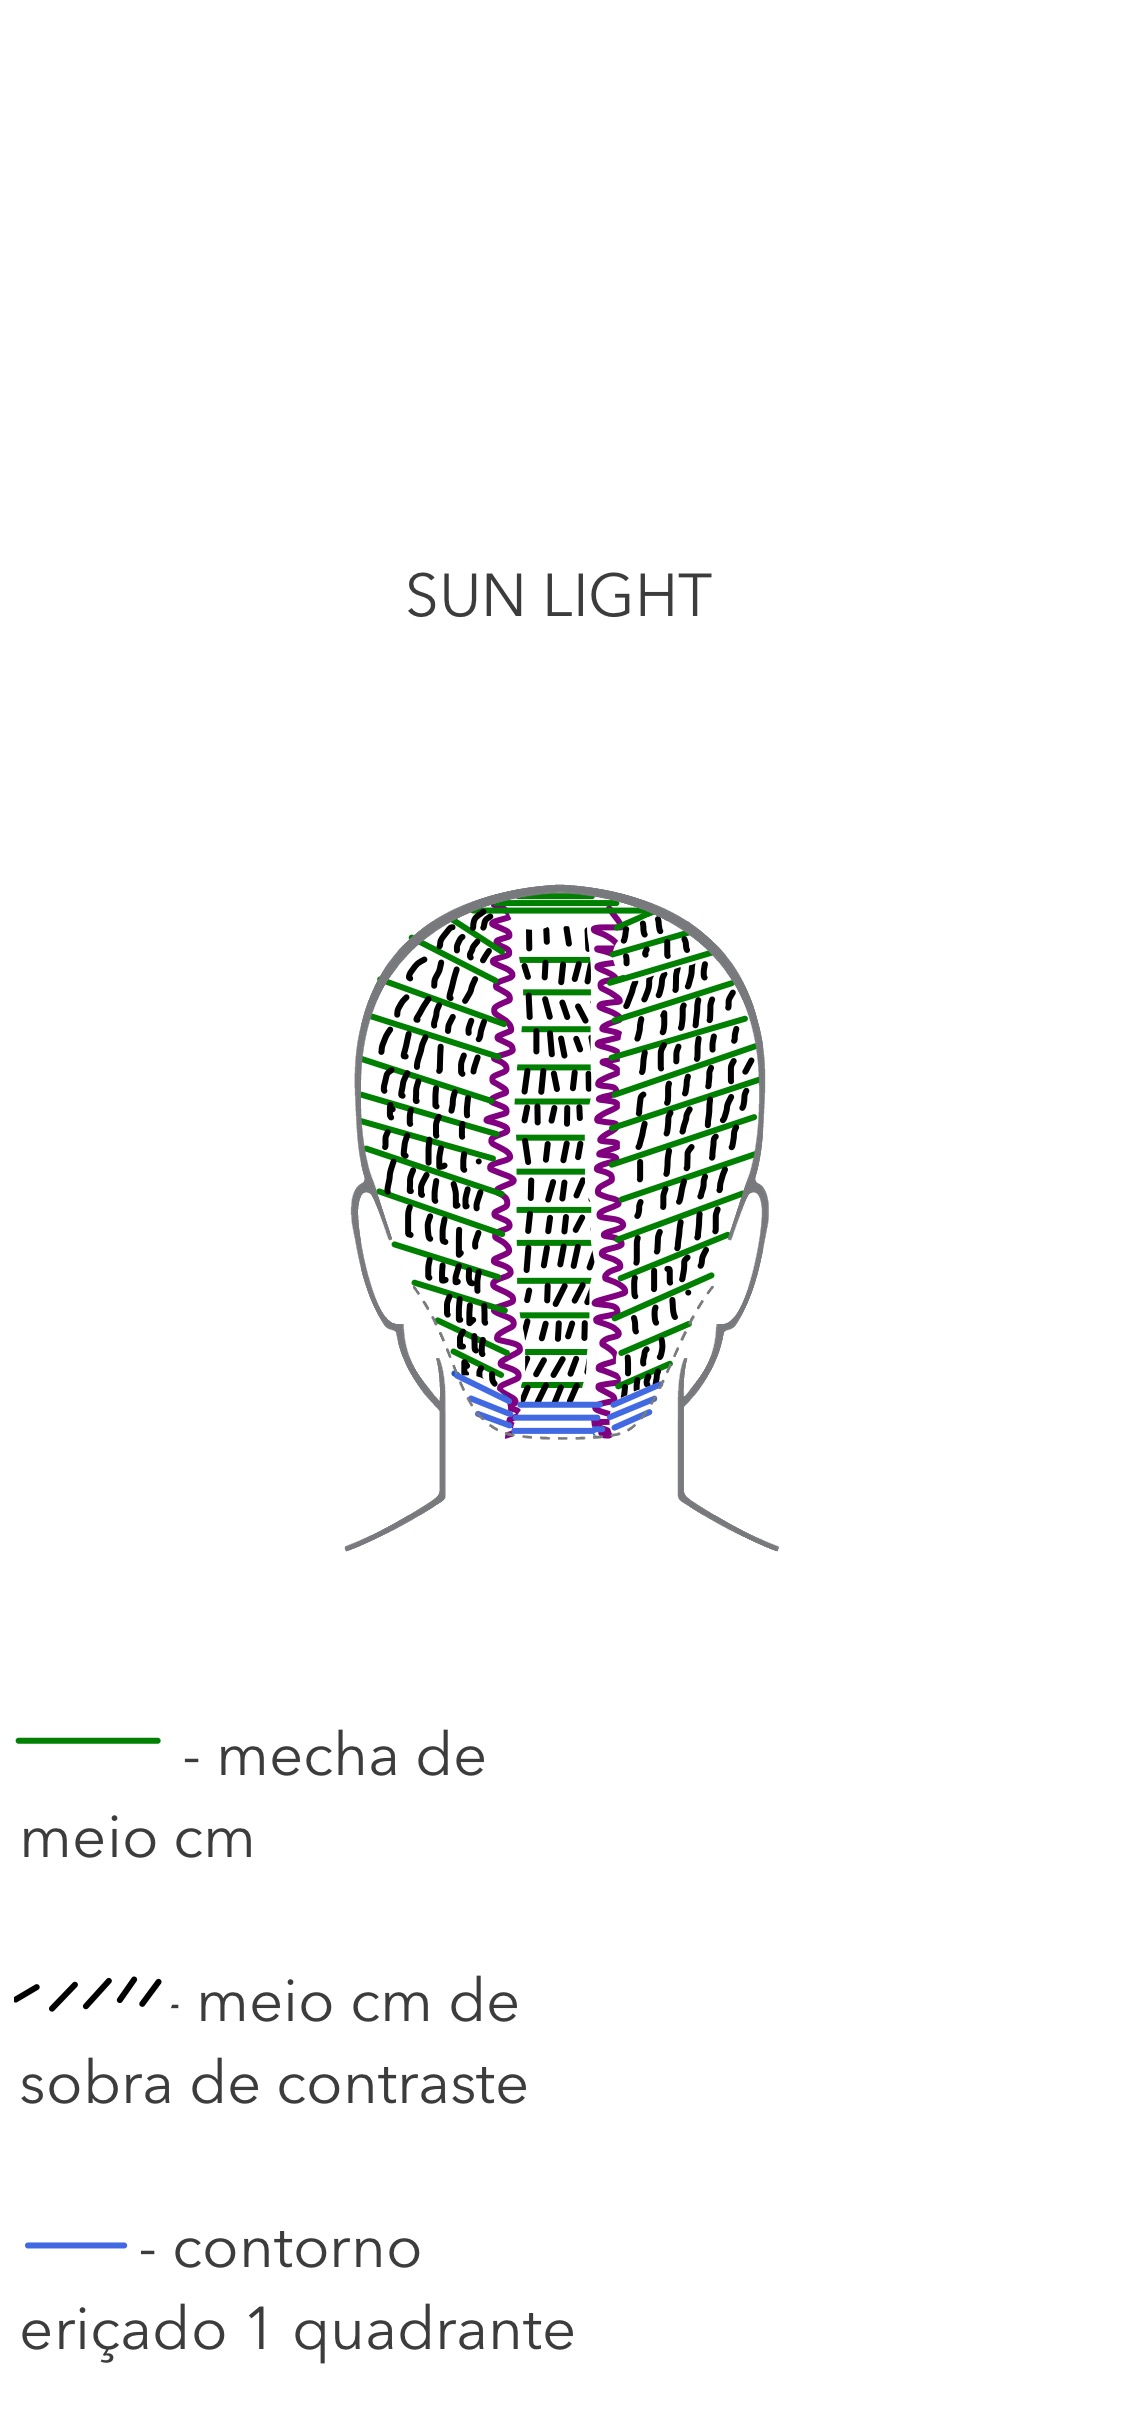 SUN LIGHT
- mecha de
meio cm
- meio cm de
sobra de contraste
- contorno
eriçado 1 quadrante